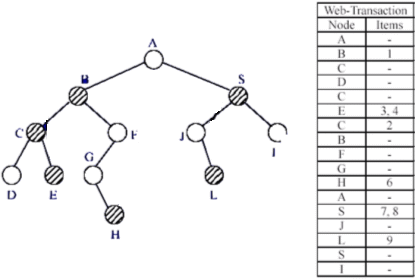 A
B
S
C
F
J
I
G
D
E
L
H
Web-Transaction
Node Items
A -
B 1
C -
D -
C -
E 3, 4
C 2
B -
F -
G -
H 6
A -
S 7, 8
J -
L 9
S -
I -